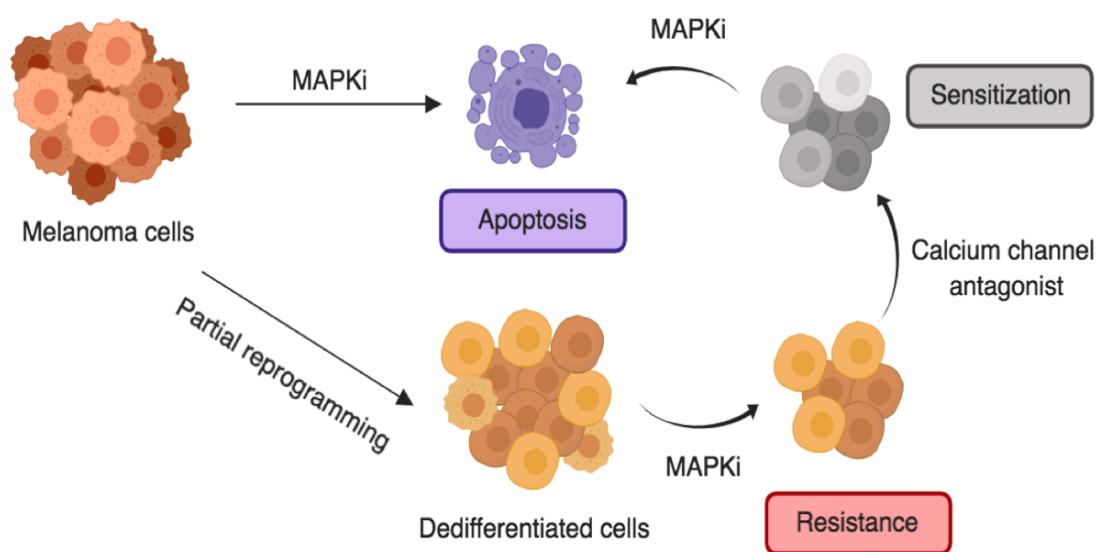 MAPKi
MAPKi
Sensitization
Apoptosis
Melanoma cells
Calcium channel
antagonist
Partial reprogramming
MAPKi
Dedifferentiated cells
Resistance